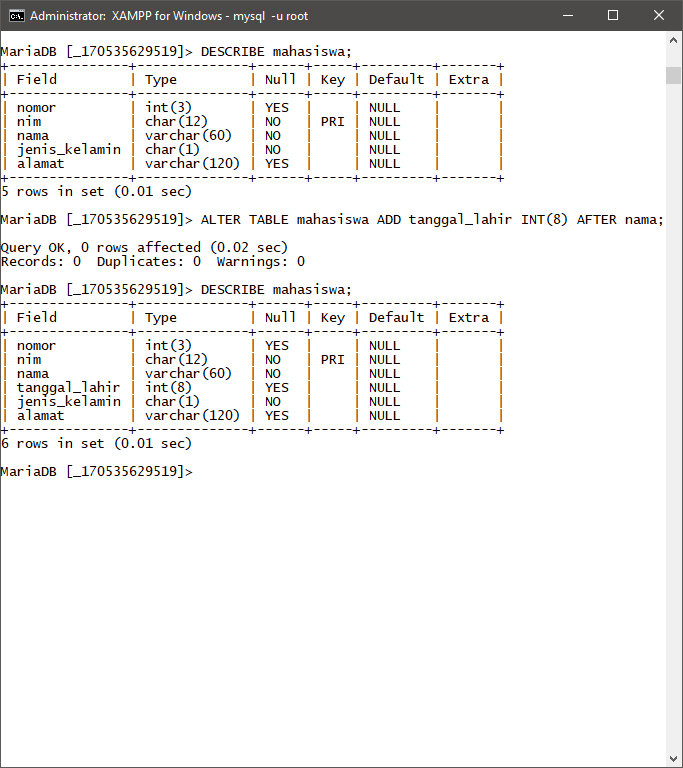 Administrator: XAMPP for Windows - mysql -u root
MariaDB [_170535629519]> DESCRIBE mahasiswa;
+---------------+--------------+------+-----+---------+-------+
| Field         | Type         | Null | Key | Default | Extra |
+---------------+--------------+------+-----+---------+-------+
| nomor         | int(3)       | YES  |     | NULL    |       |
| nim           | char(12)     | NO   | PRI | NULL    |       |
| nama          | varchar(60)  | NO   |     | NULL    |       |
| jenis_kelamin | char(1)      | NO   |     | NULL    |       |
| alamat        | varchar(120) | YES  |     | NULL    |       |
+---------------+--------------+------+-----+---------+-------+
5 rows in set (0.01 sec)
MariaDB [_170535629519]> ALTER TABLE mahasiswa ADD tanggal_lahir INT(8) AFTER nama;
Query OK, 0 rows affected (0.02 sec)
Records: 0  Duplicates: 0  Warnings: 0
MariaDB [_170535629519]> DESCRIBE mahasiswa;
+---------------+--------------+------+-----+---------+-------+
| Field         | Type         | Null | Key | Default | Extra |
+---------------+--------------+------+-----+---------+-------+
| nomor         | int(3)       | YES  |     | NULL    |       |
| nim           | char(12)     | NO   | PRI | NULL    |       |
| nama          | varchar(60)  | NO   |     | NULL    |       |
| tanggal_lahir | int(8)       | YES  |     | NULL    |       |
| jenis_kelamin | char(1)      | NO   |     | NULL    |       |
| alamat        | varchar(120) | YES  |     | NULL    |       |
+---------------+--------------+------+-----+---------+-------+
6 rows in set (0.01 sec)
MariaDB [_170535629519]>